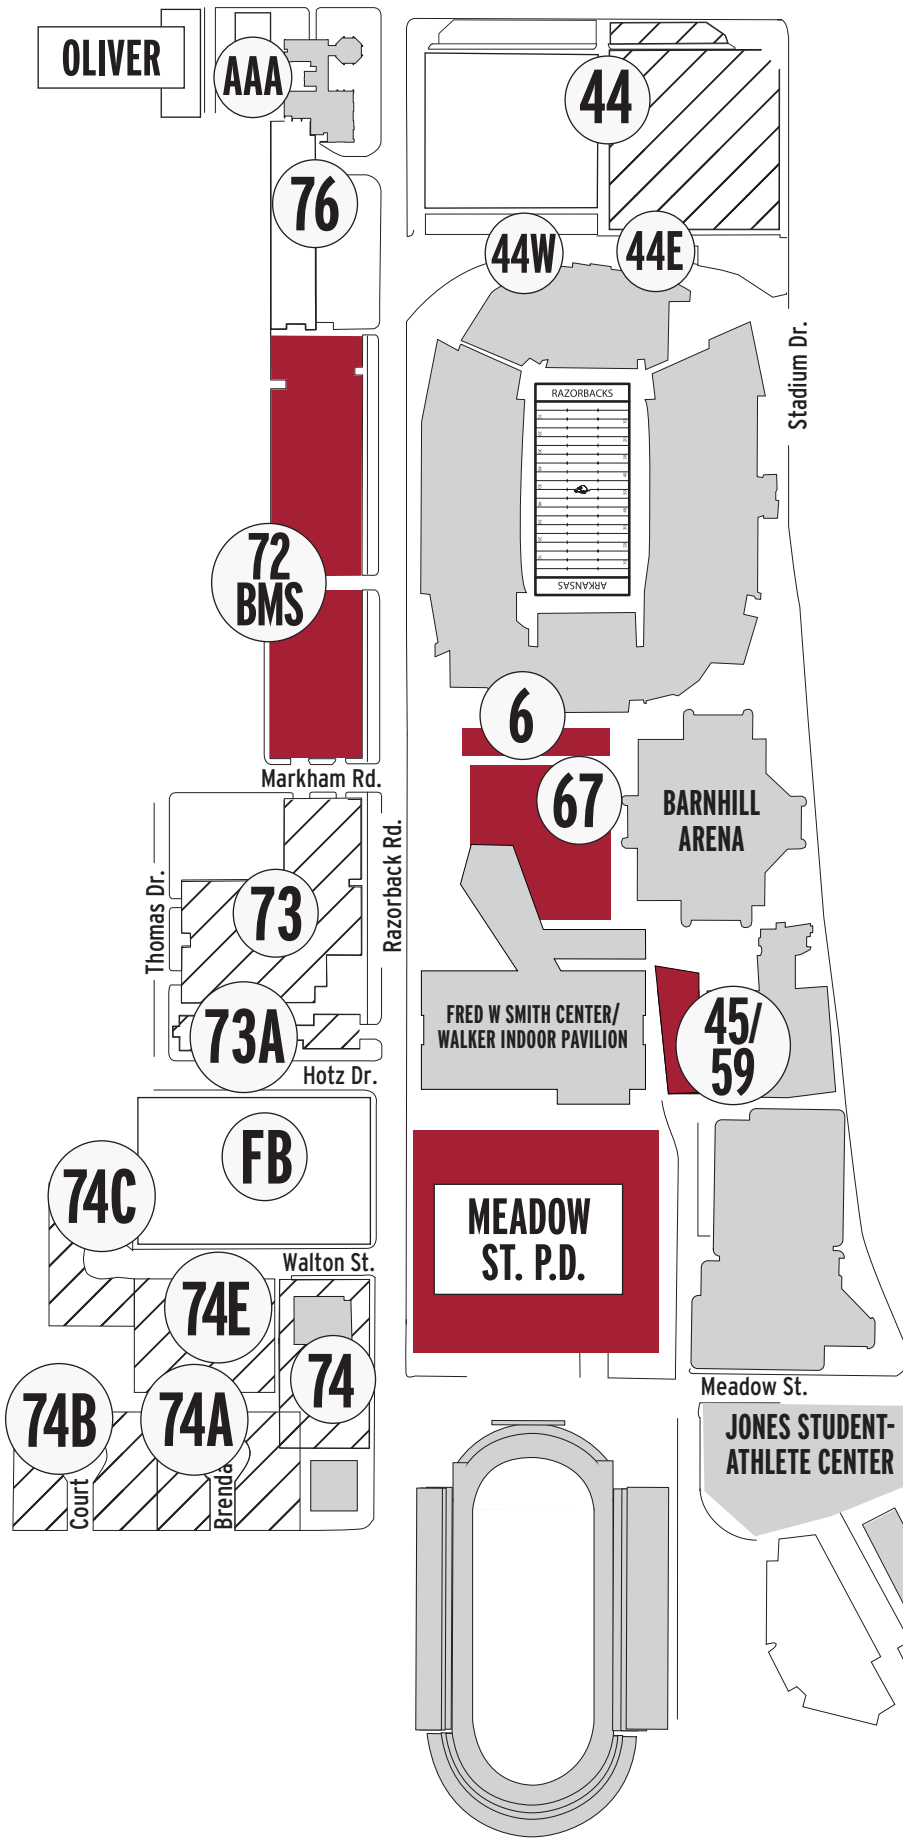 OLIVER
AAA
44
76
44W
44E
Stadium Dr.
RAZORBACKS
ARKANSAS
72
BMS
6
Markham Rd.
67
BARNHILL
ARENA
Razorback Rd.
Thomas Dr.
73
73A
FRED W SMITH CENTER/
WALKER INDOOR PAVILION
45/
59
Hotz Dr.
FB
74C
MEADOW
ST. P.D.
Walton St.
74E
74
Meadow St.
74B
74A
Court
Brenda
JONES STUDENT-
ATHLETE CENTER